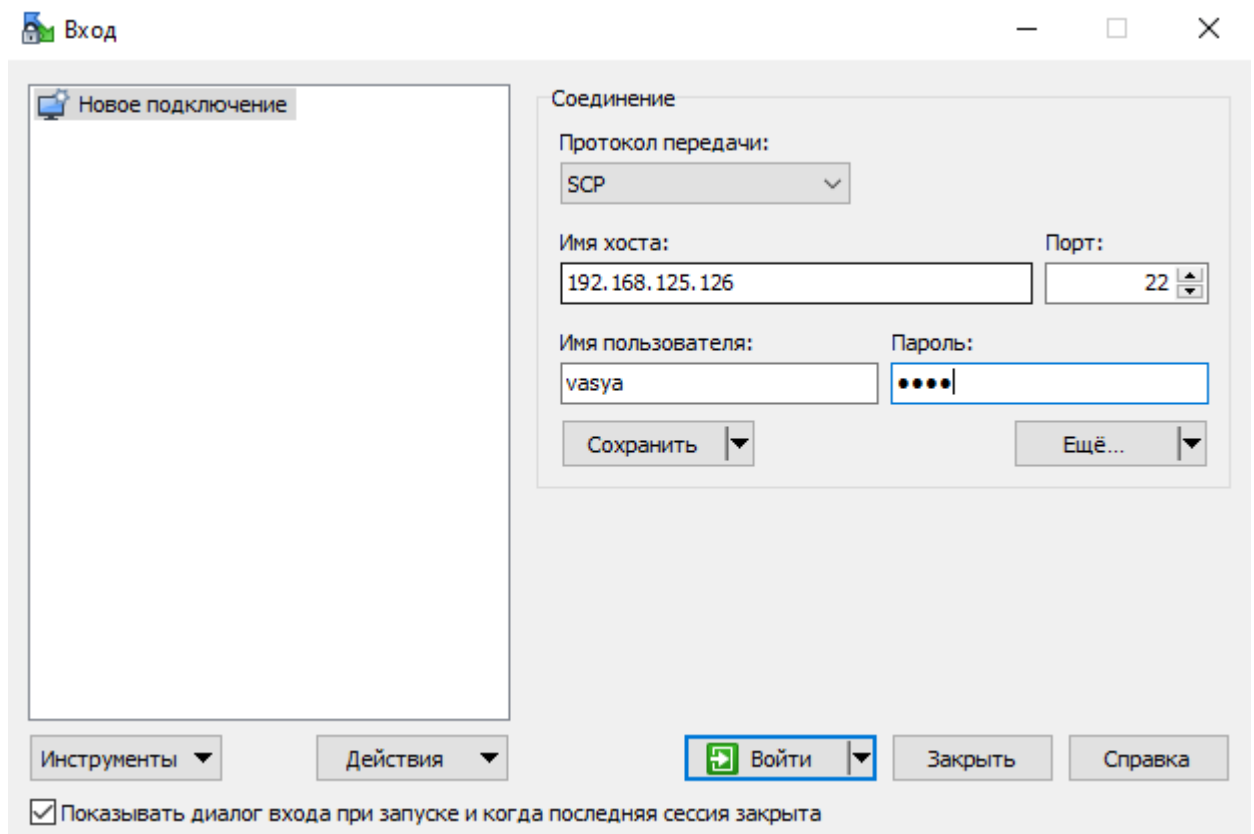 Вход
Новое подключение
Соединение
Протокол передачи:
SCP
Имя хоста:
Порт:
192.168.125.126
22
Имя пользователя:
Пароль:
vasya
••••
Сохранить
Ещё...
Инструменты
Действия
Войти
Закрыть
Справка
Показывать диалог входа при запуске и когда последняя сессия закрыта